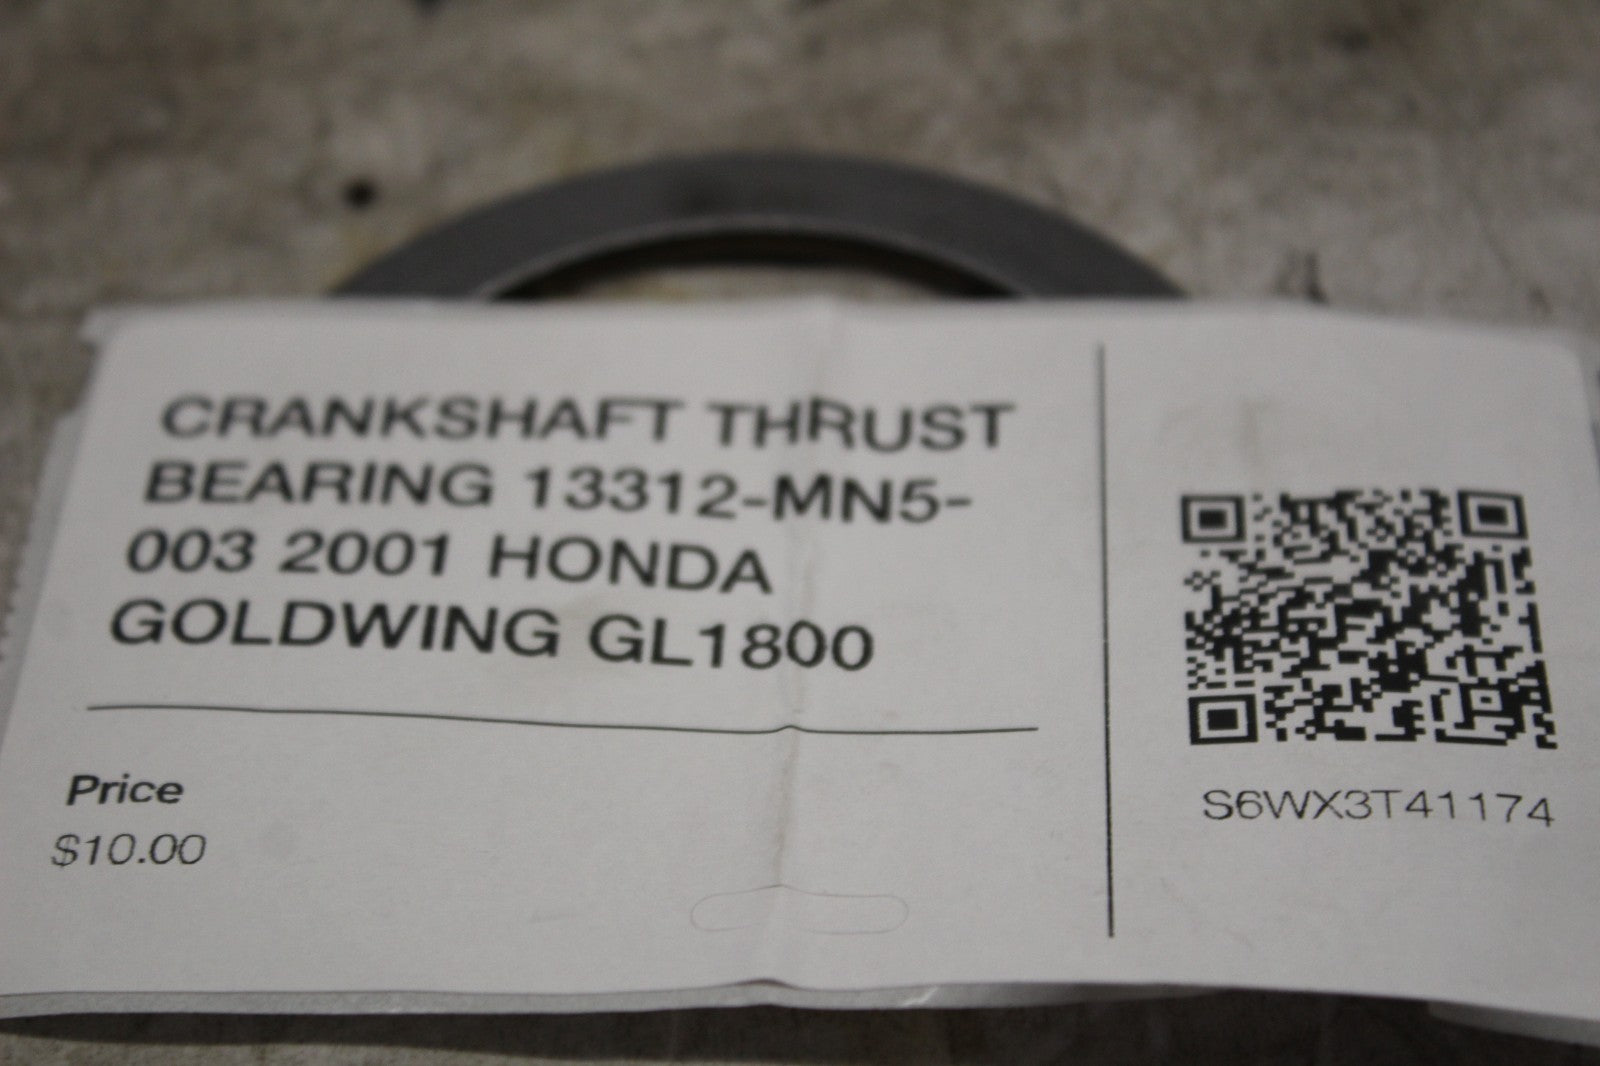 CRANKSHAFT THRUST
BEARING 13312-MN5-
003 2001 HONDA
GOLDWING GL1800
Price
$10.00
S6WX3T41174